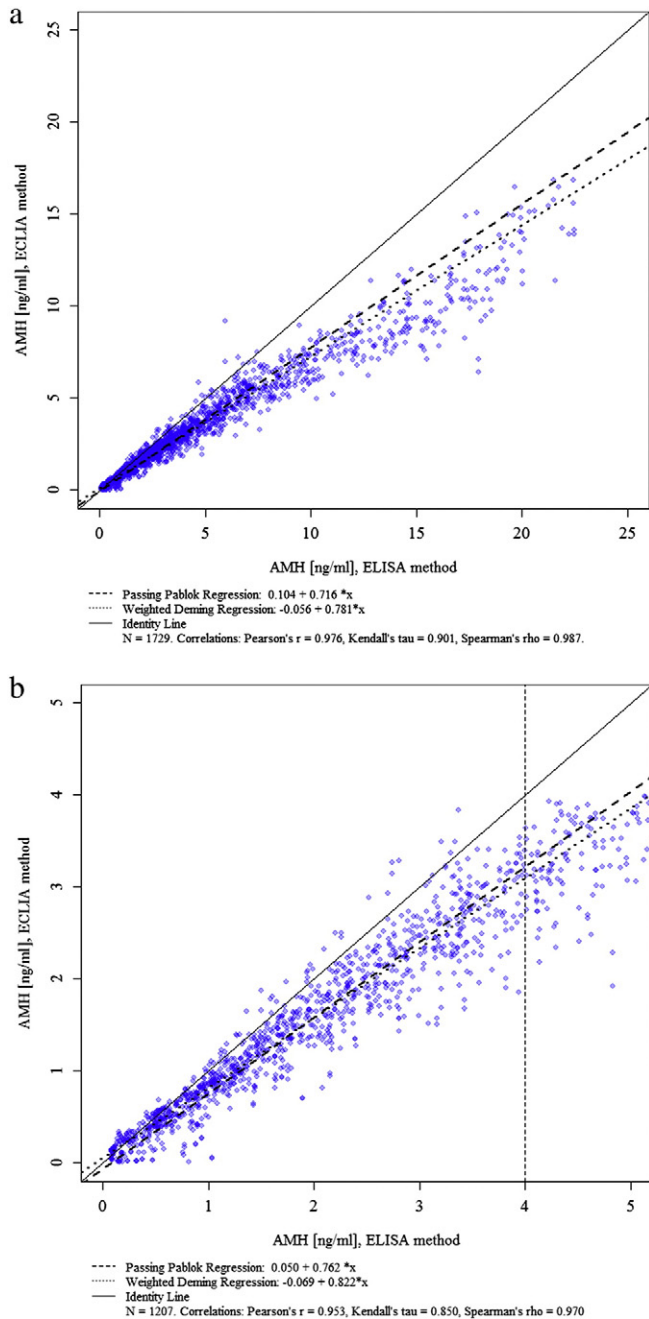 a
AMH [ng/ml], ECLIA method
25
20
15
10
5
0
0 5 10 15 20 25
AMH [ng/ml], ELISA method
Passing Pablok Regression: 0.104 + 0.716 *x
Weighted Deming Regression: -0.056 + 0.781*x
Identity Line
N = 1729. Correlations: Pearson's r = 0.976, Kendall's tau = 0.901, Spearman's rho = 0.987.
b
AMH [ng/ml], ECLIA method
5
4
3
2
1
0
0 1 2 3 4 5
AMH [ng/ml], ELISA method
Passing Pablok Regression: 0.050 + 0.762 *x
Weighted Deming Regression: -0.069 + 0.822*x
Identity Line
N = 1207. Correlations: Pearson's r = 0.953, Kendall's tau = 0.850, Spearman's rho = 0.970